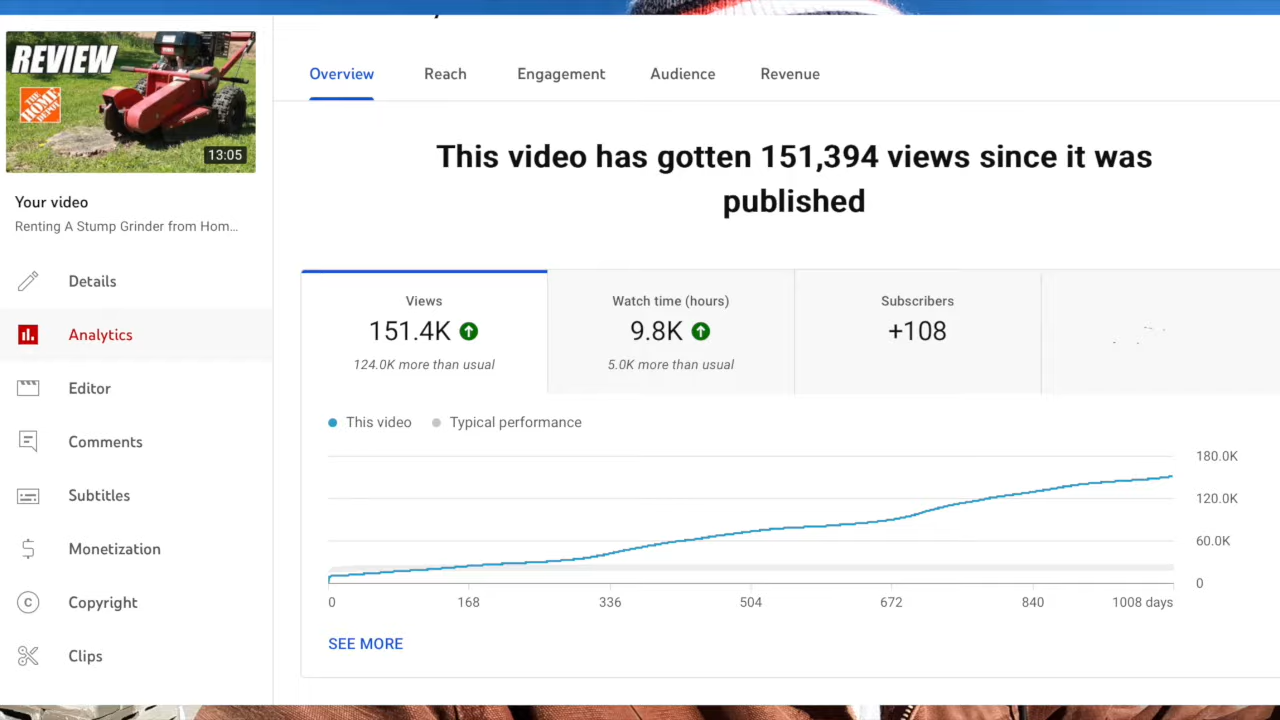 REVIEW
THE HOME DEPOT
13:05
Your video
Renting A Stump Grinder from Hom…
Details
Analytics
Editor
Comments
Subtitles
Monetization
Copyright
Clips
Overview Reach Engagement Audience Revenue
This video has gotten 151,394 views since it was
published
Views
151.4K
124.0K more than usual
Watch time (hours)
9.8K
5.0K more than usual
Subscribers
+108
This video Typical performance
180.0K
120.0K
60.0K
0
0 168 336 504 672 840 1008 days
SEE MORE